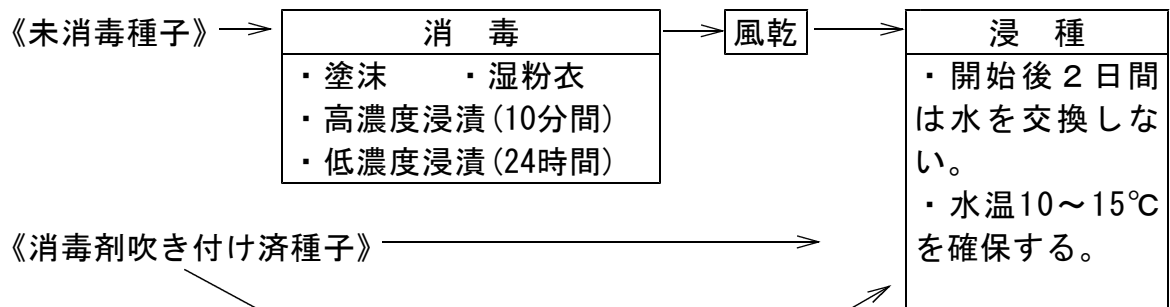 《未消毒種子》
消 毒
・塗沫 ・湿粉衣
・高濃度浸漬(10分間)
・低濃度浸漬(24時間)
風乾
浸 種
・開始後2日間
は水を交換しな
い。
・水温10~15℃
を確保する。
《消毒剤吹き付け済種子》